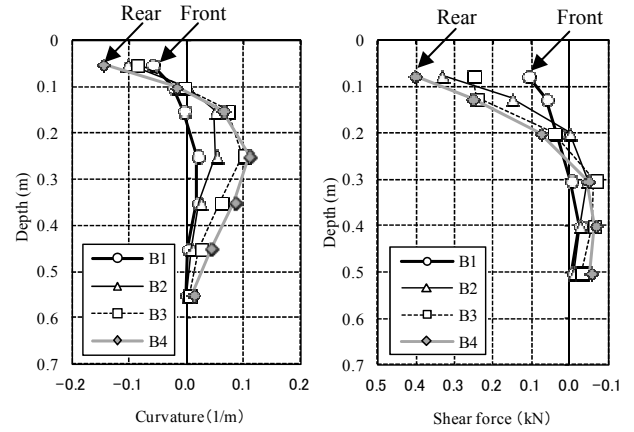 Rear Front
0
0.1
0.2
0.3
0.4
0.5
0.6
0.7
Depth (m)
B1
B2
B3
B4
−0.2 −0.1 0.0 0.1 0.2
Curvature(1/m)
Rear Front
0
0.1
0.2
0.3
0.4
0.5
0.6
0.7
Depth (m)
B1
B2
B3
B4
0.5 0.4 0.3 0.2 0.1 0.0 -0.1
Shear force (kN)